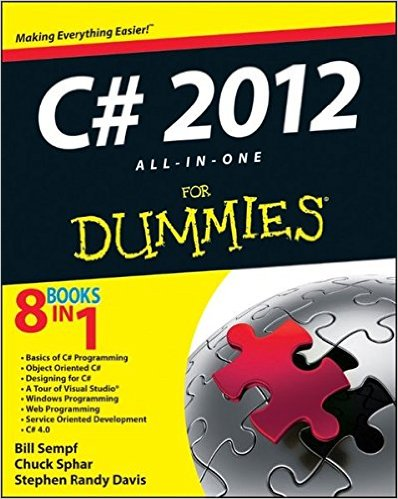 Making Everything Easier!™
C# 2012
ALL-IN-ONE
FOR
DUMMIES®
8 BOOKS
IN 1
• Basics of C# Programming
• Object Oriented C#
• Designing for C#
• A Tour of Visual Studio®
• Windows Programming
• Web Programming
• Service Oriented Development
• C# 4.0
Bill Sempf
Chuck Sphar
Stephen Randy Davis